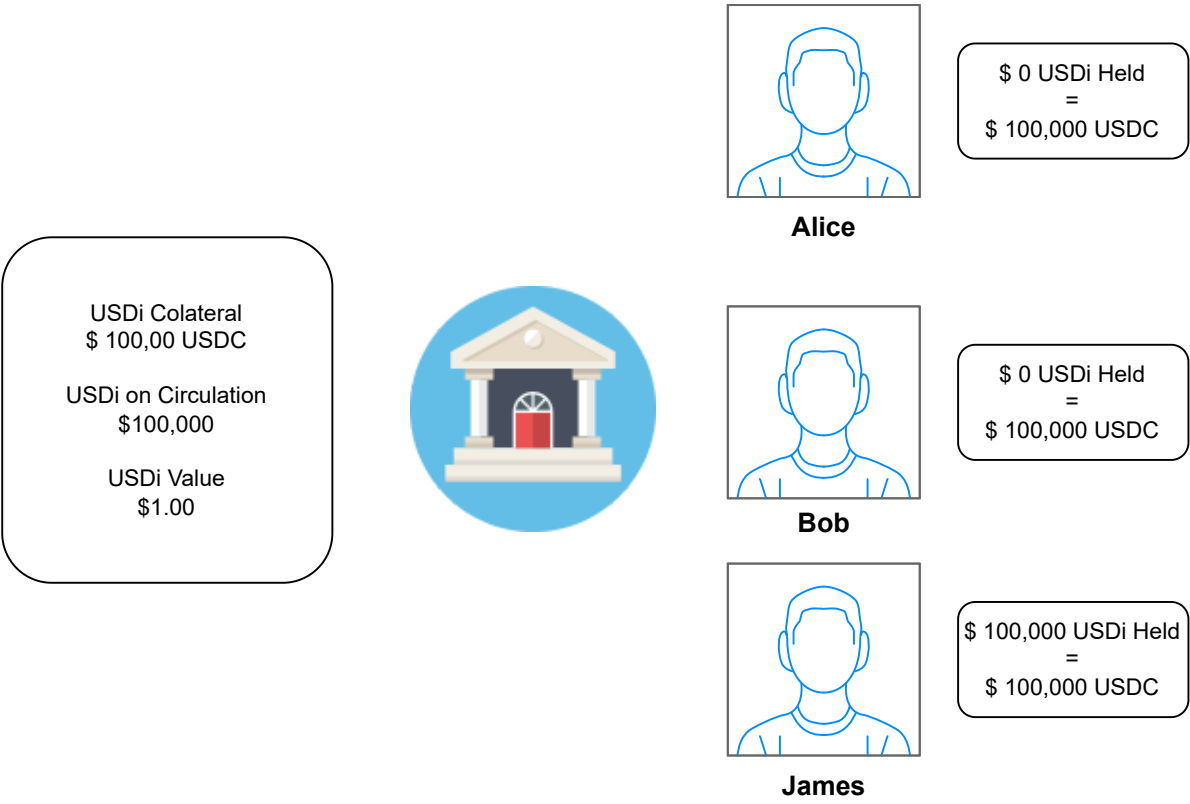 $ 0 USDi Held
=
$ 100,000 USDC
Alice
USDi Colateral
$ 100,00 USDC
USDi on Circulation
$100,000
USDi Value
$1.00
$ 0 USDi Held
=
$ 100,000 USDC
Bob
$ 100,000 USDi Held
=
$ 100,000 USDC
James